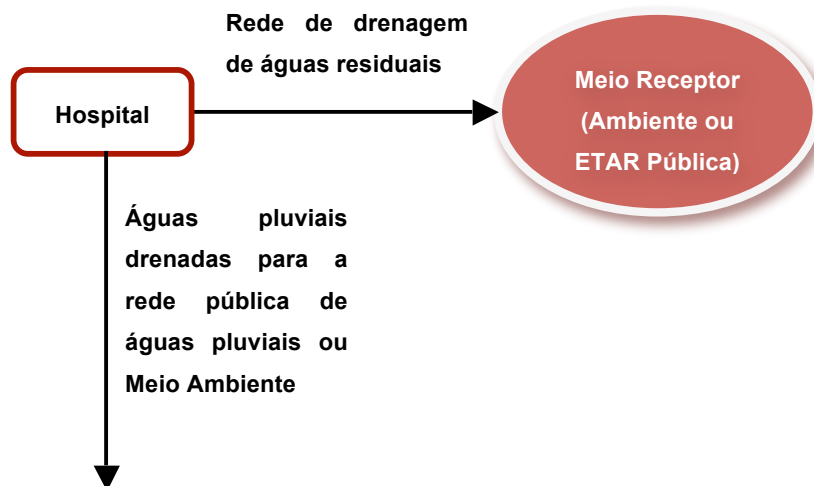 Rede de drenagem
de águas residuais
Hospital
Meio Receptor
(Ambiente ou
ETAR Pública)
Águas pluviais
drenadas para a
rede pública de
águas pluviais ou
Meio Ambiente